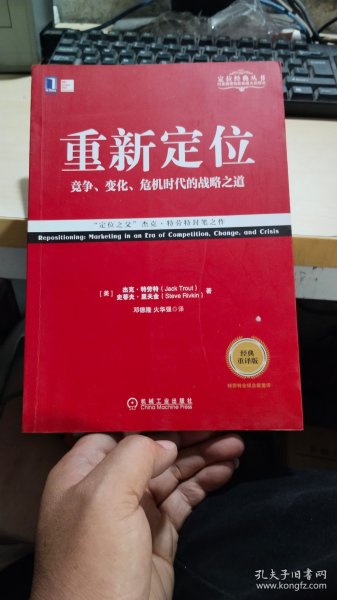 定位经典丛书
重新定位
竞争、变化、危机时代的战略之道
“定位之父”杰克·特劳特封笔之作
Repositioning: Marketing in an Era of Competition, Change, and Crisis
[美] 杰克·特劳特（Jack Trout）
史蒂夫·里夫金（Steve Rivkin） 著
邓德隆 火华强◎译
经典
重译版
机械工业出版社
China Machine Press
孔夫子旧书网